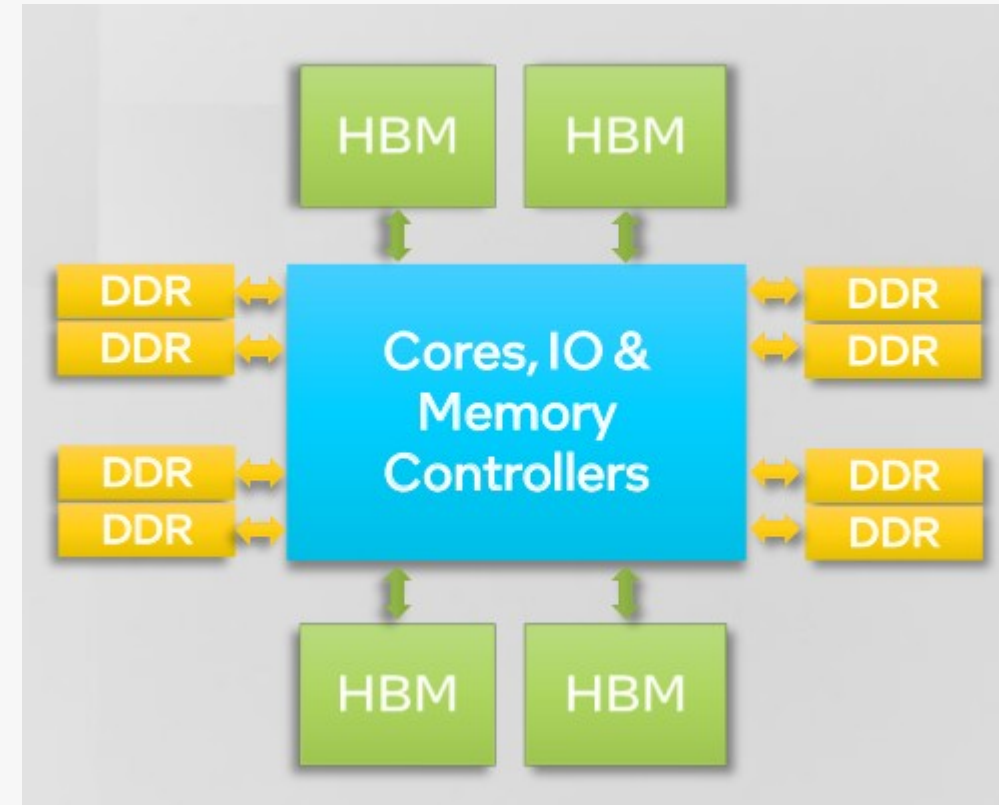 HBM
HBM
DDR
DDR
DDR
DDR
Cores, IO &
Memory
Controllers
DDR
DDR
DDR
DDR
HBM
HBM